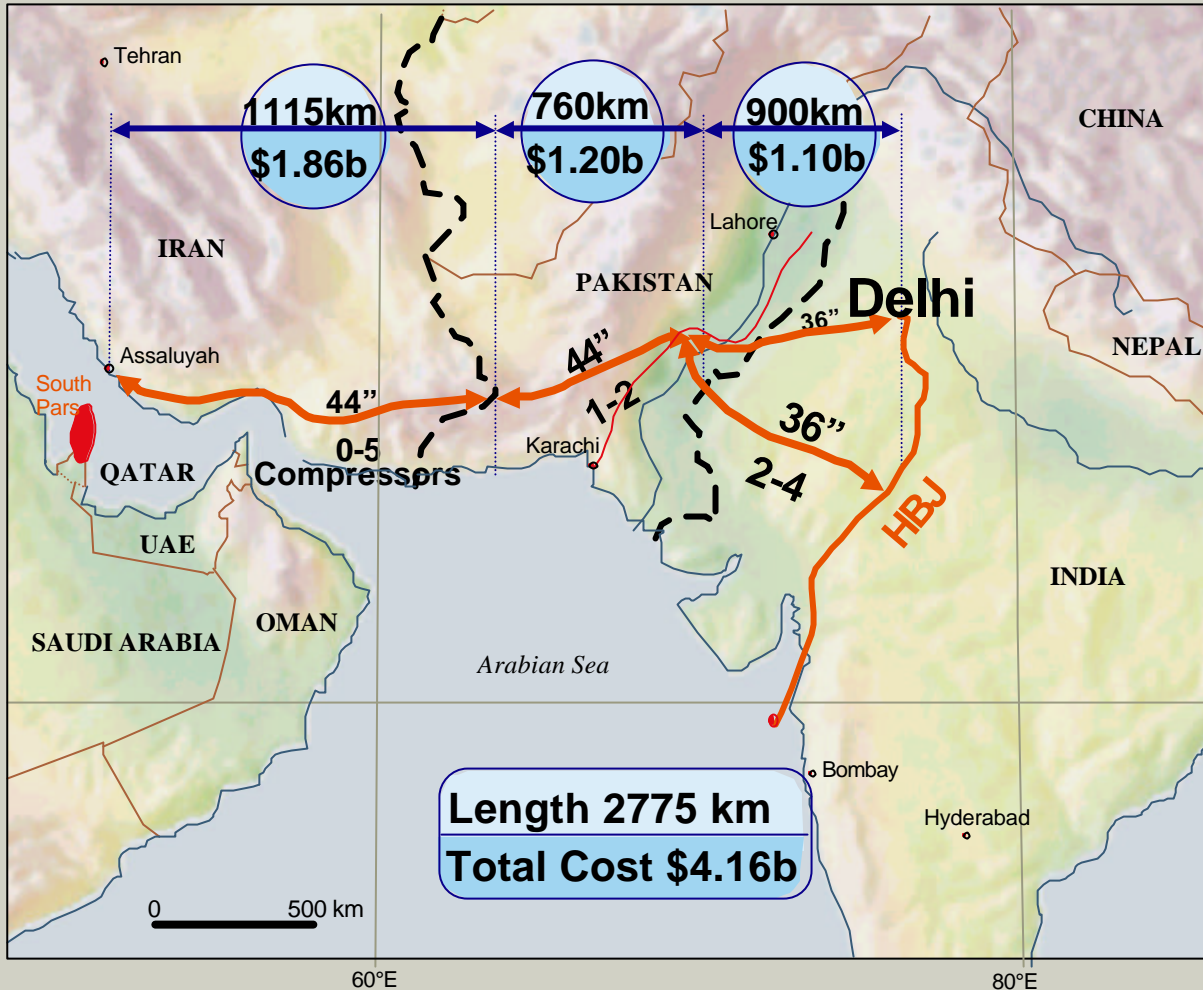 Tehran
1115km
$1.86b
760km
$1.20b
900km
$1.10b
CHINA
Lahore
IRAN
PAKISTAN
Delhi
36”
NEPAL
Assaluyah
South
Pars
44”
44”
1-2
0-5
Compressors
Karachi
36”
2-4
HBJ
QATAR
UAE
OMAN
SAUDI ARABIA
INDIA
Arabian Sea
Bombay
Hyderabad
Length 2775 km
Total Cost $4.16b
0 500 km
60°E
80°E